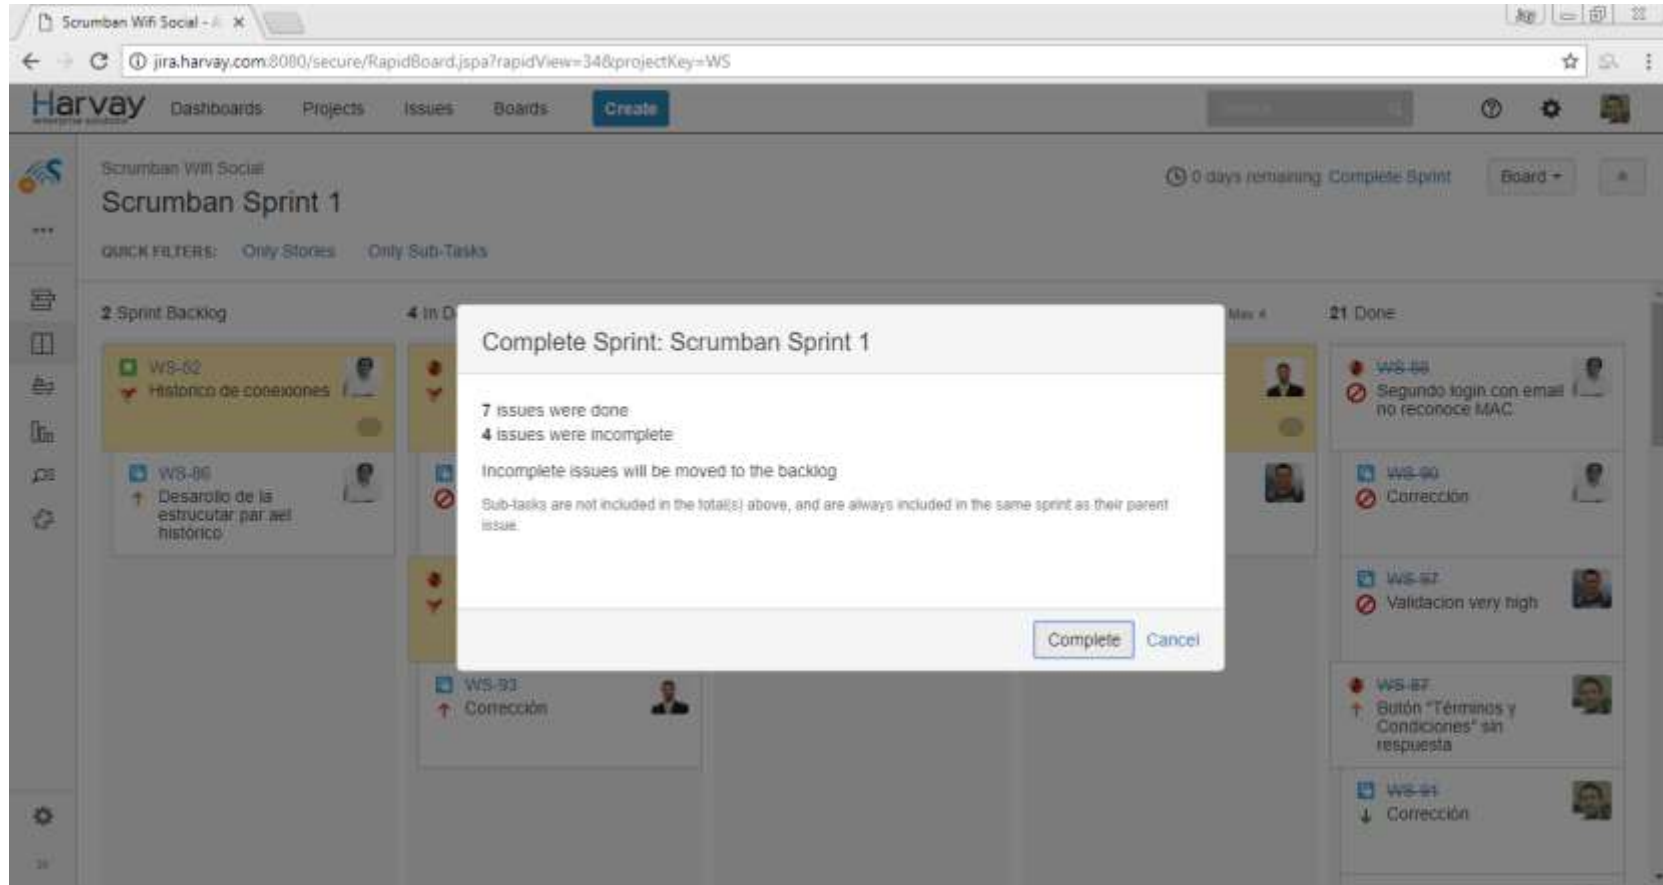 Scrumban Wifi Social - A
jira.harvay.com:8080/secure/RapidBoard.jspa?rapidView=34&projectKey=WS
Harvay
Dashboards Projects Issues Boards Create
Scrumban Wifi Social
Scrumban Sprint 1
0 days remaining Complete Sprint Board
QUICK FILTERS: Only Stories Only Sub-Tasks
2 Sprint Backlog
4 In D
Max 4
21 Done
WS-62
Historico de conexiones
WS-86
Desarollo de la
estrucutar par ael
histórico
Complete Sprint: Scrumban Sprint 1
7 issues were done
4 issues were incomplete
Incomplete issues will be moved to the backlog
Sub-tasks are not included in the total(s) above, and are always included in the same sprint as their parent
issue.
Complete Cancel
WS-93
Corrección
Segundo login con email
no reconoce MAC
WS-90
Corrección
WS-97
Validacion very high
WS-87
Botón "Términos y
Condiciones" sin
respuesta
WS-91
Corrección